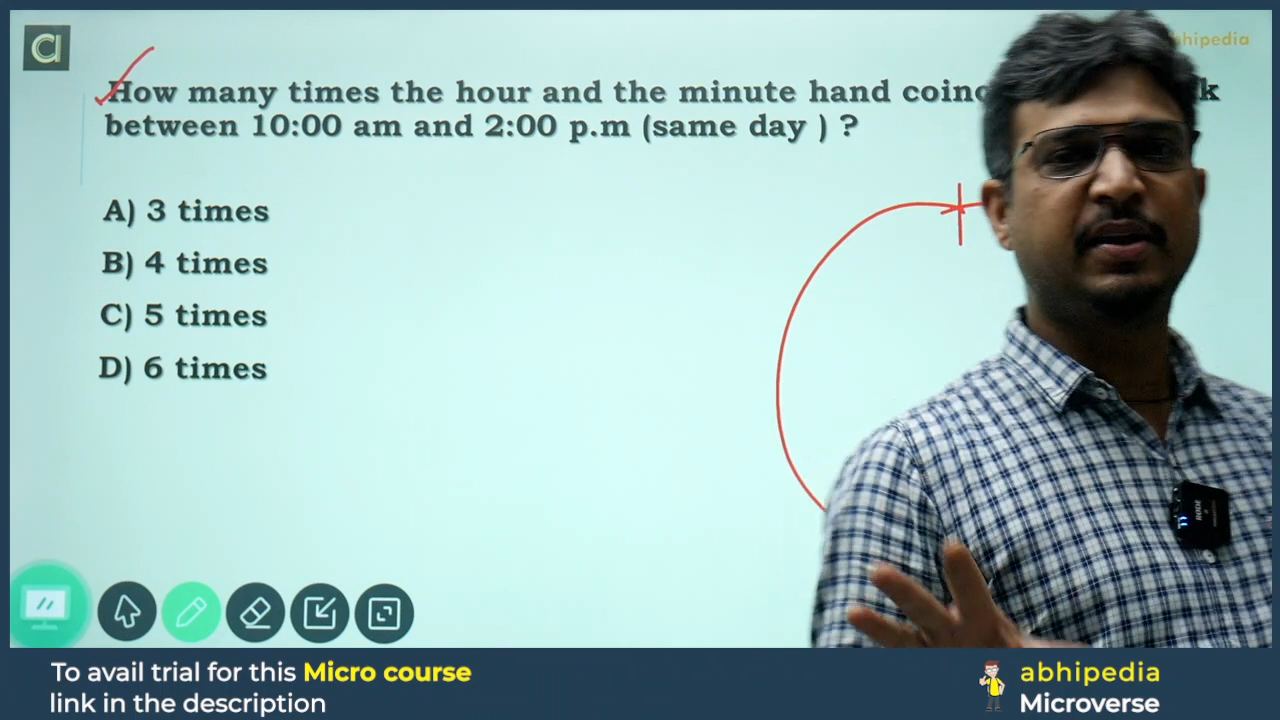 How many times the hour and the minute hand
between 10:00 am and 2:00 p.m (same day ) ?
A) 3 times
B) 4 times
C) 5 times
D) 6 times
RODE
To avail trial for this Micro course
link in the description
abhipedia
Microverse